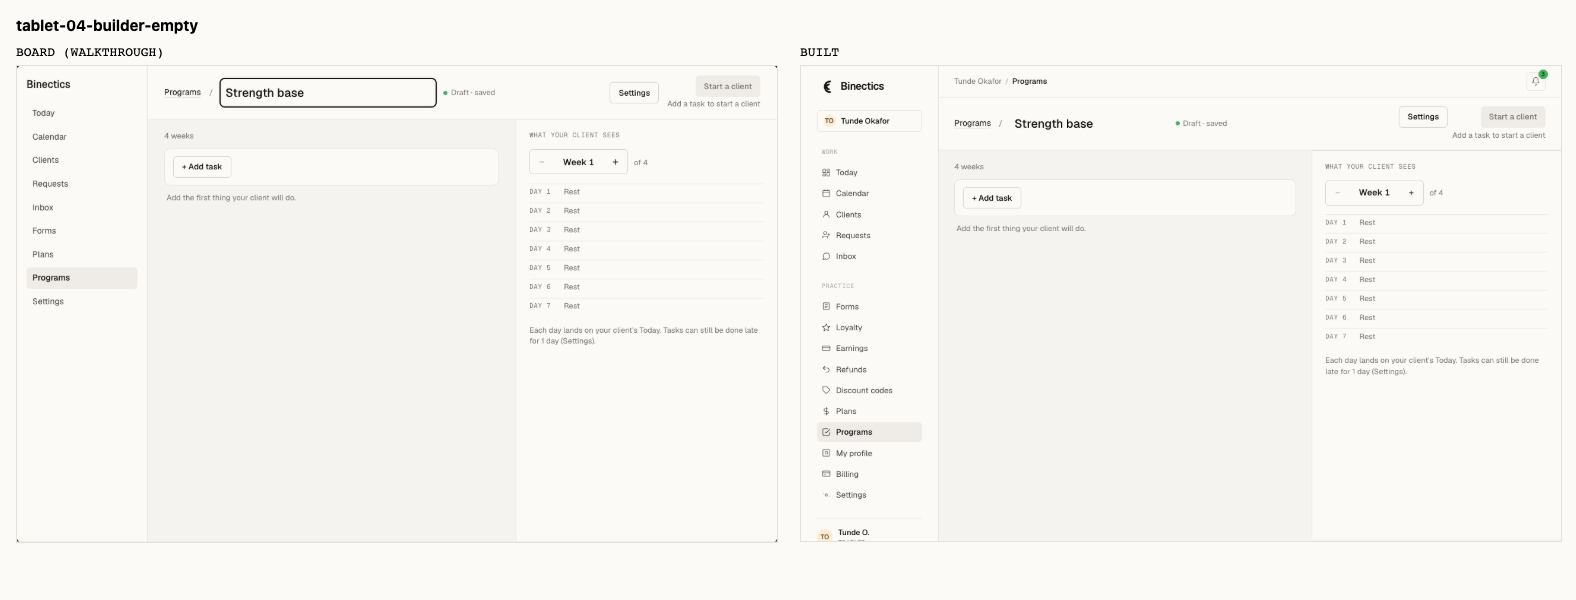 tablet-04-builder-empty
BOARD (WALKTHROUGH)
Binectics
Today
Calendar
Clients
Requests
Inbox
Forms
Plans
Programs
Settings
Programs / Strength base
Draft · saved
Settings
Start a client
Add a task to start a client
4 weeks
+ Add task
Add the first thing your client will do.
WHAT YOUR CLIENT SEES
− Week 1 + of 4
DAY 1 Rest
DAY 2 Rest
DAY 3 Rest
DAY 4 Rest
DAY 5 Rest
DAY 6 Rest
DAY 7 Rest
Each day lands on your client's Today. Tasks can still be done late
for 1 day (Settings).
BUILT
Binectics
TO Tunde Okafor
WORK
Today
Calendar
Clients
Requests
Inbox
PRACTICE
Forms
Loyalty
Earnings
Refunds
Discount codes
Plans
Programs
My profile
Billing
Settings
TO Tunde O.
Tunde Okafor / Programs
3
Programs / Strength base
Draft · saved
Settings
Start a client
Add a task to start a client
4 weeks
+ Add task
Add the first thing your client will do.
WHAT YOUR CLIENT SEES
− Week 1 + of 4
DAY 1 Rest
DAY 2 Rest
DAY 3 Rest
DAY 4 Rest
DAY 5 Rest
DAY 6 Rest
DAY 7 Rest
Each day lands on your client's Today. Tasks can still be done
late for 1 day (Settings).